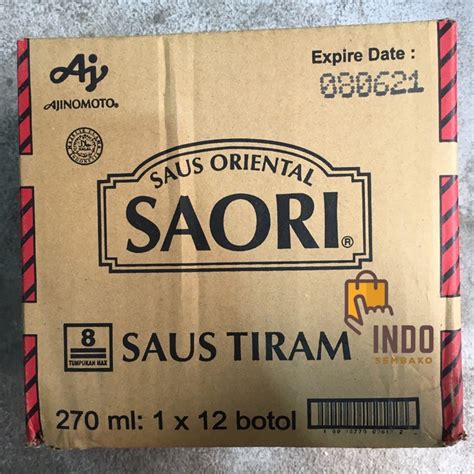 Aj
AJINOMOTO®
Expire Date :
080621
SAUS ORIENTAL
SAORI®
INDO
SEMBAKO
8
TUMPUKAN MAX
SAUS TIRAM
270 ml: 1 x 12 botol